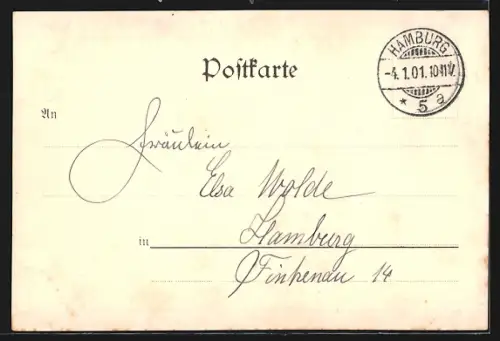 HAMBURG
-4.1.01.10-11V.
* 5 a
Postkarte
An
Fräulein
Elsa Wolde
in Hamburg
Finkenau 14